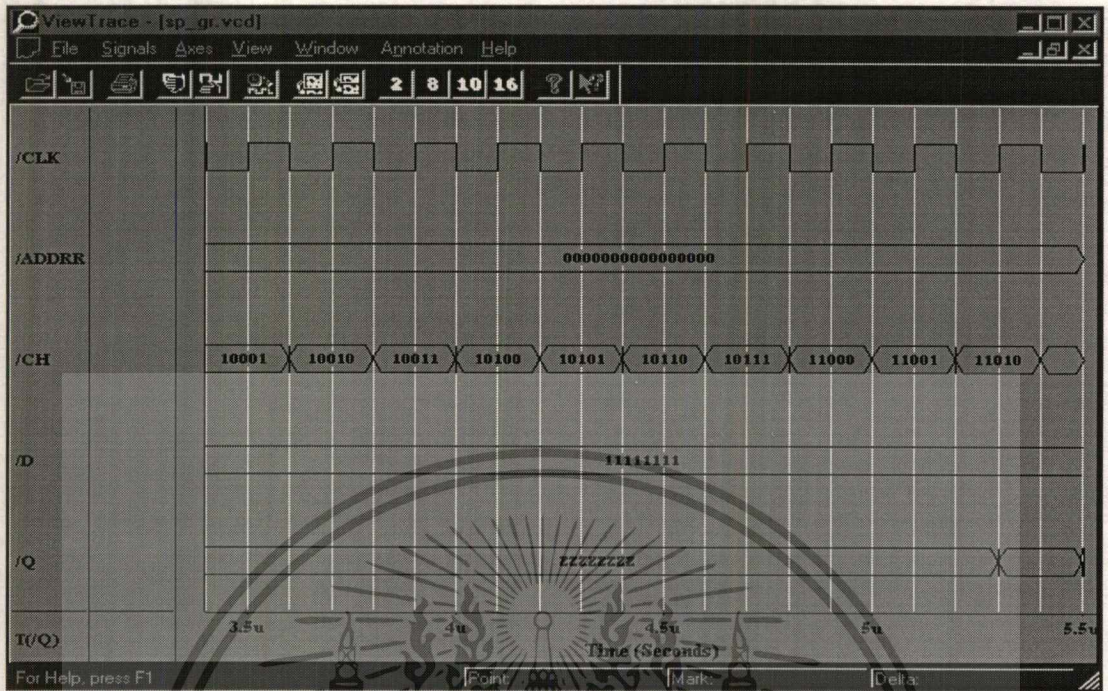 ViewTrace - [sp_gr.vcd]
File Signals Axes View Window Annotation Help
2 8 10 16
/CLK
/ADDRR 0000000000000000
/CH 10001 10010 10011 10100 10101 10110 10111 11000 11001 11010
/D 11111111
/Q ZZZZZZZZ
3.5u 4u 4.5u 5u 5.5u
T(/Q) Time (Seconds)
For Help, press F1 Point: Mark: Delta: